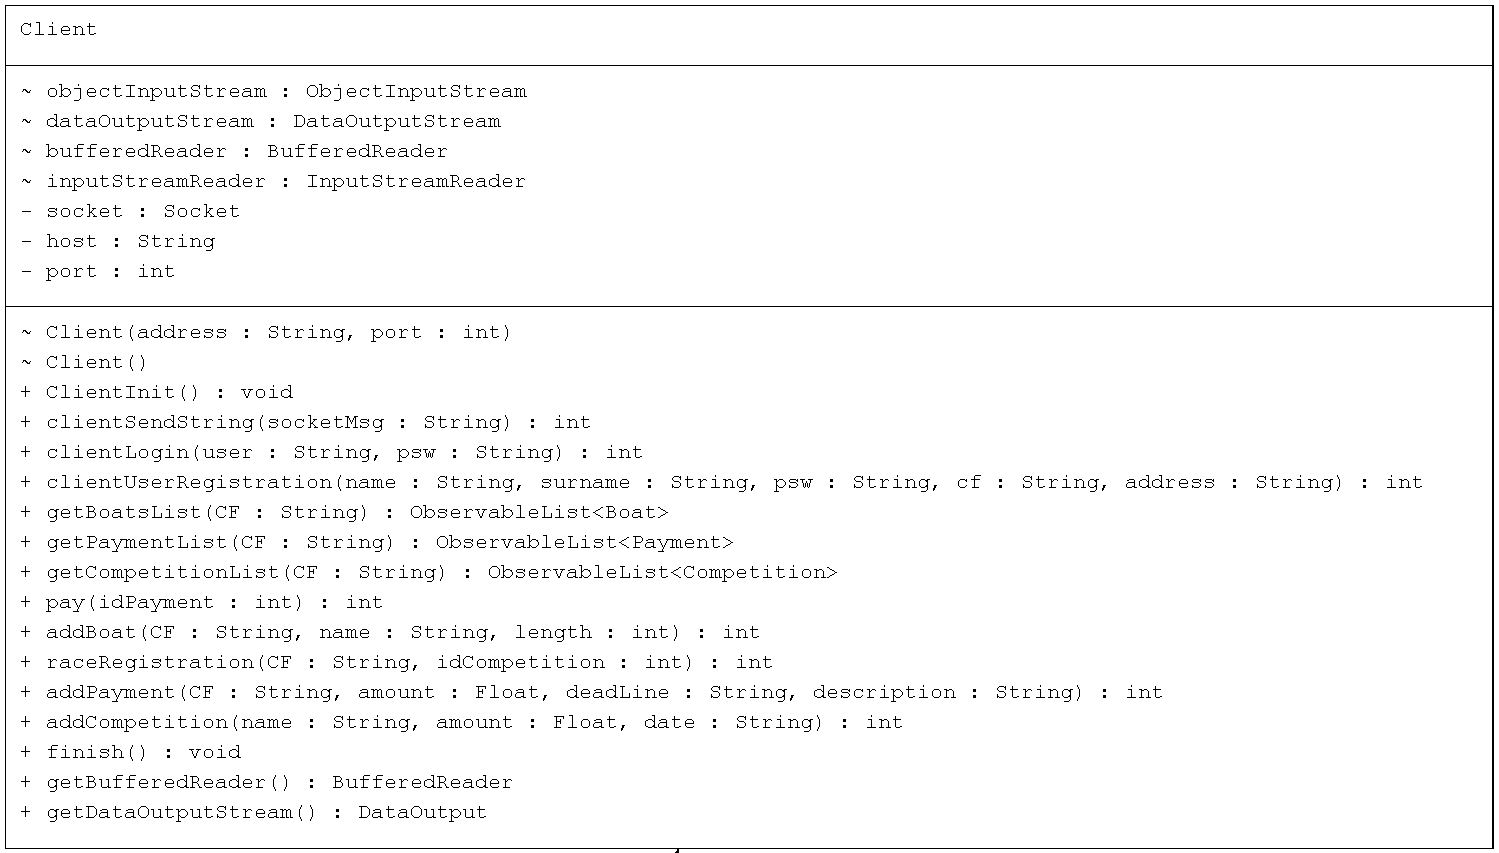 Client
~ objectInputStream : ObjectInputStream
~ dataOutputStream : DataOutputStream
~ bufferedReader : BufferedReader
~ inputStreamReader : InputStreamReader
- socket : Socket
- host : String
- port : int
~ Client(address : String, port : int)
~ Client()
+ ClientInit() : void
+ clientSendString(socketMsg : String) : int
+ clientLogin(user : String, psw : String) : int
+ clientUserRegistration(name : String, surname : String, psw : String, cf : String, address : String) : int
+ getBoatsList(CF : String) : ObservableList<Boat>
+ getPaymentList(CF : String) : ObservableList<Payment>
+ getCompetitionList(CF : String) : ObservableList<Competition>
+ pay(idPayment : int) : int
+ addBoat(CF : String, name : String, length : int) : int
+ raceRegistration(CF : String, idCompetition : int) : int
+ addPayment(CF : String, amount : Float, deadLine : String, description : String) : int
+ addCompetition(name : String, amount : Float, date : String) : int
+ finish() : void
+ getBufferedReader() : BufferedReader
+ getDataOutputStream() : DataOutput